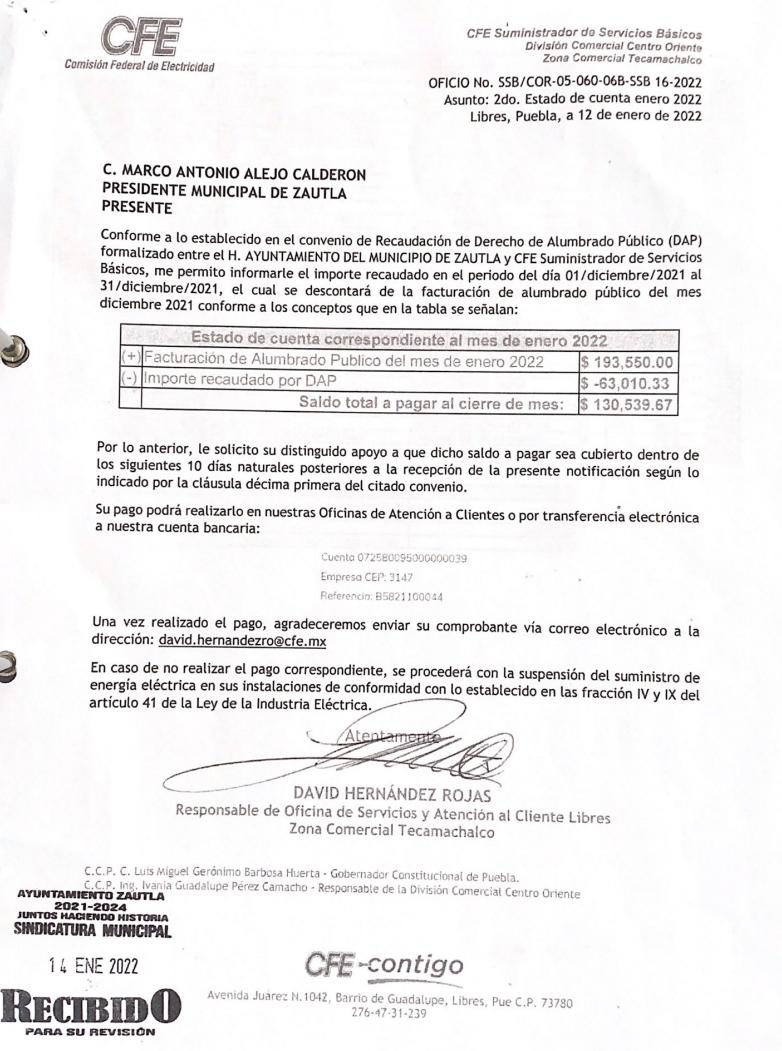 CFE
Comisión Federal de Electricidad
CFE Suministrador de Servicios Básicos
División Comercial Centro Oriente
Zona Comercial Tecamachalco
OFICIO No. SSB/COR-05-060-06B-SSB 16-2022
Asunto: 2do. Estado de cuenta enero 2022
Libres, Puebla, a 12 de enero de 2022
C. MARCO ANTONIO ALEJO CALDERON
PRESIDENTE MUNICIPAL DE ZAUTLA
PRESENTE
Conforme a lo establecido en el convenio de Recaudación de Derecho de Alumbrado Público (DAP)
formalizado entre el H. AYUNTAMIENTO DEL MUNICIPIO DE ZAUTLA y CFE Suministrador de Servicios
Básicos, me permito informarle el importe recaudado en el periodo del día 01/diciembre/2021 al
31/diciembre/2021, el cual se descontará de la facturación de alumbrado público del mes
diciembre 2021 conforme a los conceptos que en la tabla se señalan:
Estado de cuenta correspondiente al mes de enero 2022
(+) Facturación de Alumbrado Publico del mes de enero 2022 $ 193,550.00
(-) Importe recaudado por DAP $ -63,010.33
Saldo total a pagar al cierre de mes: $ 130,539.67
Por lo anterior, le solicito su distinguido apoyo a que dicho saldo a pagar sea cubierto dentro de
los siguientes 10 días naturales posteriores a la recepción de la presente notificación según lo
indicado por la cláusula décima primera del citado convenio.
Su pago podrá realizarlo en nuestras Oficinas de Atención a Clientes o por transferencia electrónica
a nuestra cuenta bancaria:
Cuenta 072580095000000039
Empresa CEP: 3147
Referencia: B5821100044
Una vez realizado el pago, agradeceremos enviar su comprobante vía correo electrónico a la
dirección: david.hernandezro@cfe.mx
En caso de no realizar el pago correspondiente, se procederá con la suspensión del suministro de
energía eléctrica en sus instalaciones de conformidad con lo establecido en las fracción IV y IX del
artículo 41 de la Ley de la Industria Eléctrica.
Atentamente
DAVID HERNÁNDEZ ROJAS
Responsable de Oficina de Servicios y Atención al Cliente Libres
Zona Comercial Tecamachalco
C.C.P. C. Luis Miguel Gerónimo Barbosa Huerta - Gobernador Constitucional de Puebla.
C.C.P. Ing. Ivania Guadalupe Pérez Camacho - Responsable de la División Comercial Centro Oriente
AYUNTAMIENTO ZAUTLA
2021-2024
JUNTOS HACIENDO HISTORIA
SINDICATURA MUNICIPAL
14 ENE 2022
RECIBIDO
PARA SU REVISIÓN
CFE-contigo
Avenida Juárez N.1042, Barrio de Guadalupe, Libres, Pue C.P. 73780
276-47-31-239